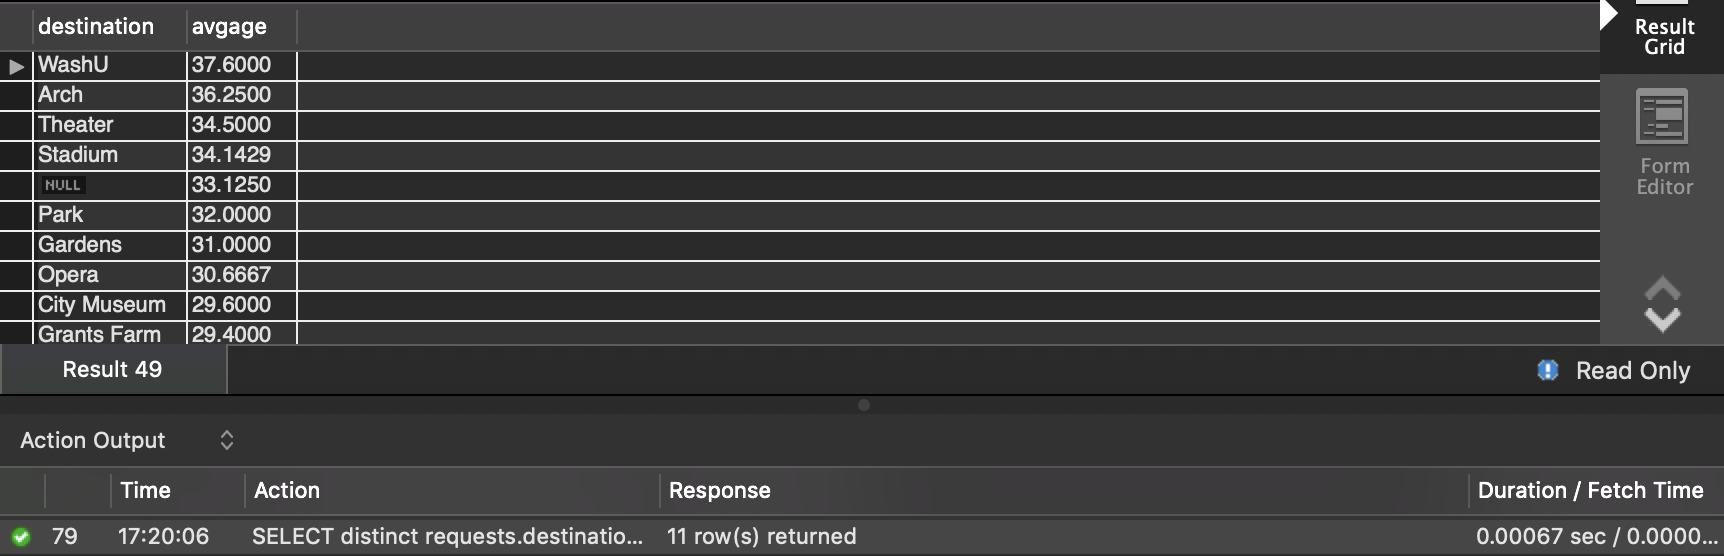 destination avgage
WashU 37.6000
Arch 36.2500
Theater 34.5000
Stadium 34.1429
NULL 33.1250
Park 32.0000
Gardens 31.0000
Opera 30.6667
City Museum 29.6000
Grants Farm 29.4000
Result
Grid
Form
Editor
Result 49 Read Only
Action Output
Time Action Response Duration / Fetch Time
79 17:20:06 SELECT distinct requests.destinatio... 11 row(s) returned 0.00067 sec / 0.0000...